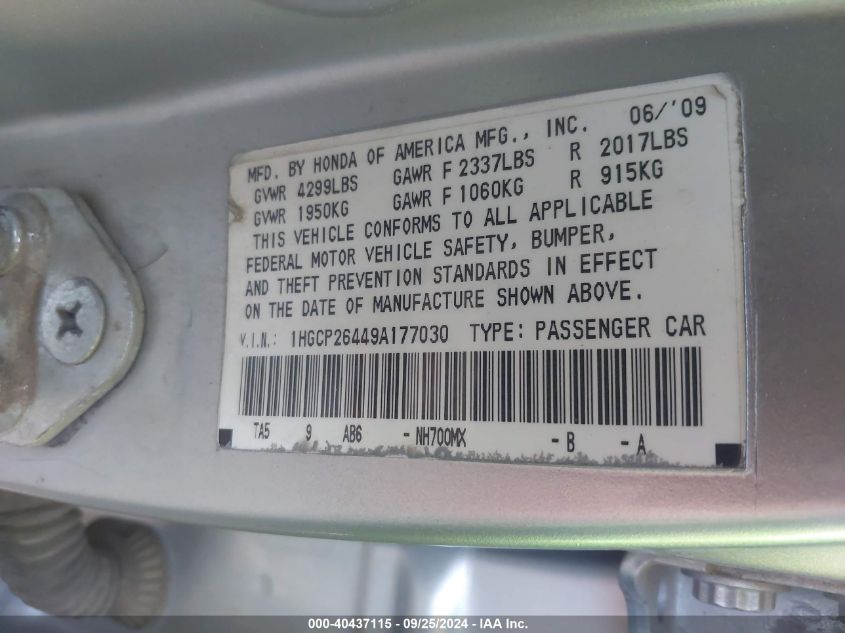 MFD. BY HONDA OF AMERICA MFG., INC. 06/'09
GVWR 4299LBS GAWR F 2337LBS R 2017LBS
GVWR 1950KG GAWR F 1060KG R 915KG
THIS VEHICLE CONFORMS TO ALL APPLICABLE
FEDERAL MOTOR VEHICLE SAFETY, BUMPER,
AND THEFT PREVENTION STANDARDS IN EFFECT
ON THE DATE OF MANUFACTURE SHOWN ABOVE.
V.I.N.: 1HGCP26449A177030 TYPE: PASSENGER CAR
TA5 9 AB6 -NH700MX -B -A
000-40437115 - 09/25/2024 - IAA Inc.